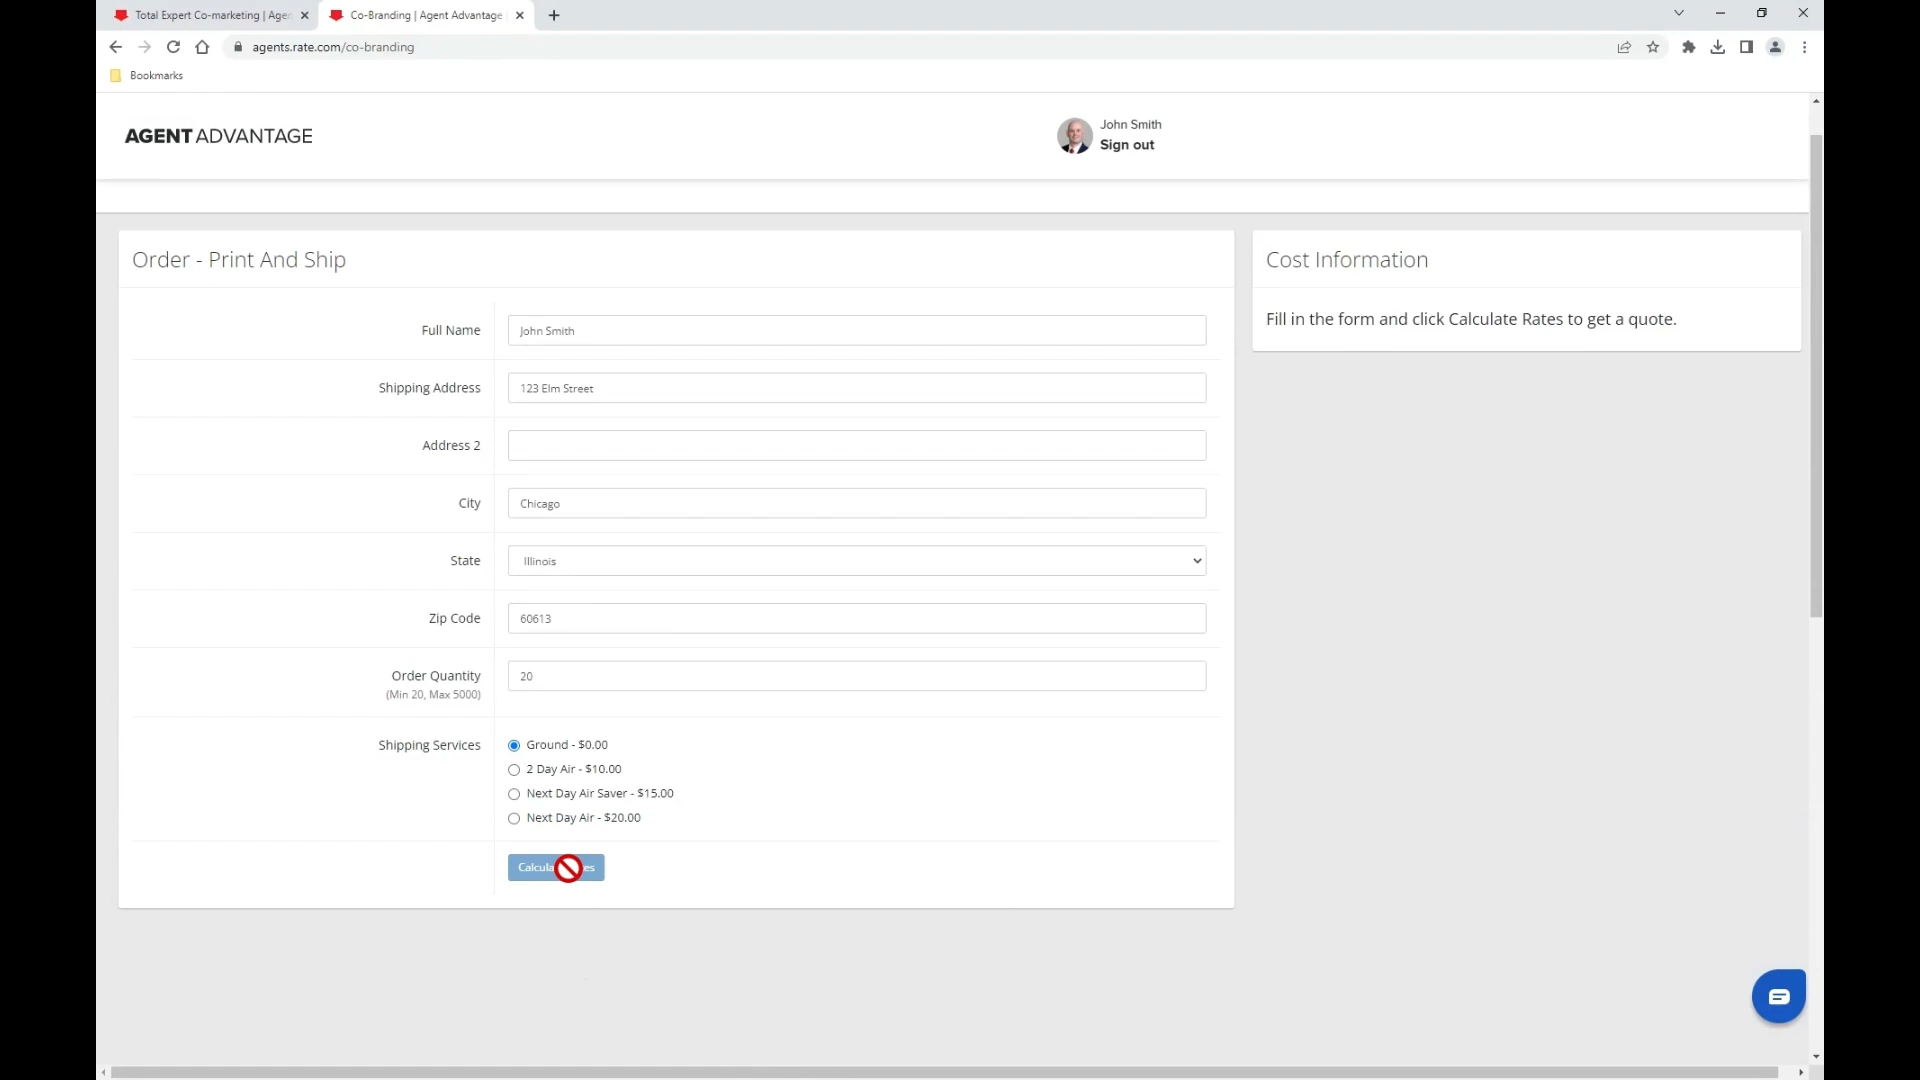 Total Expert Co-marketing | Agen
Co-Branding | Agent Advantage
agents.rate.com/co-branding
Bookmarks
AGENT ADVANTAGE
John Smith
Sign out
Order - Print And Ship
Cost Information
Fill in the form and click Calculate Rates to get a quote.
Full Name
John Smith
Shipping Address
123 Elm Street
Address 2
City
Chicago
State
Illinois
Zip Code
60613
Order Quantity
20
(Min 20, Max 5000)
Shipping Services
Ground - $0.00
2 Day Air - $10.00
Next Day Air Saver - $15.00
Next Day Air - $20.00